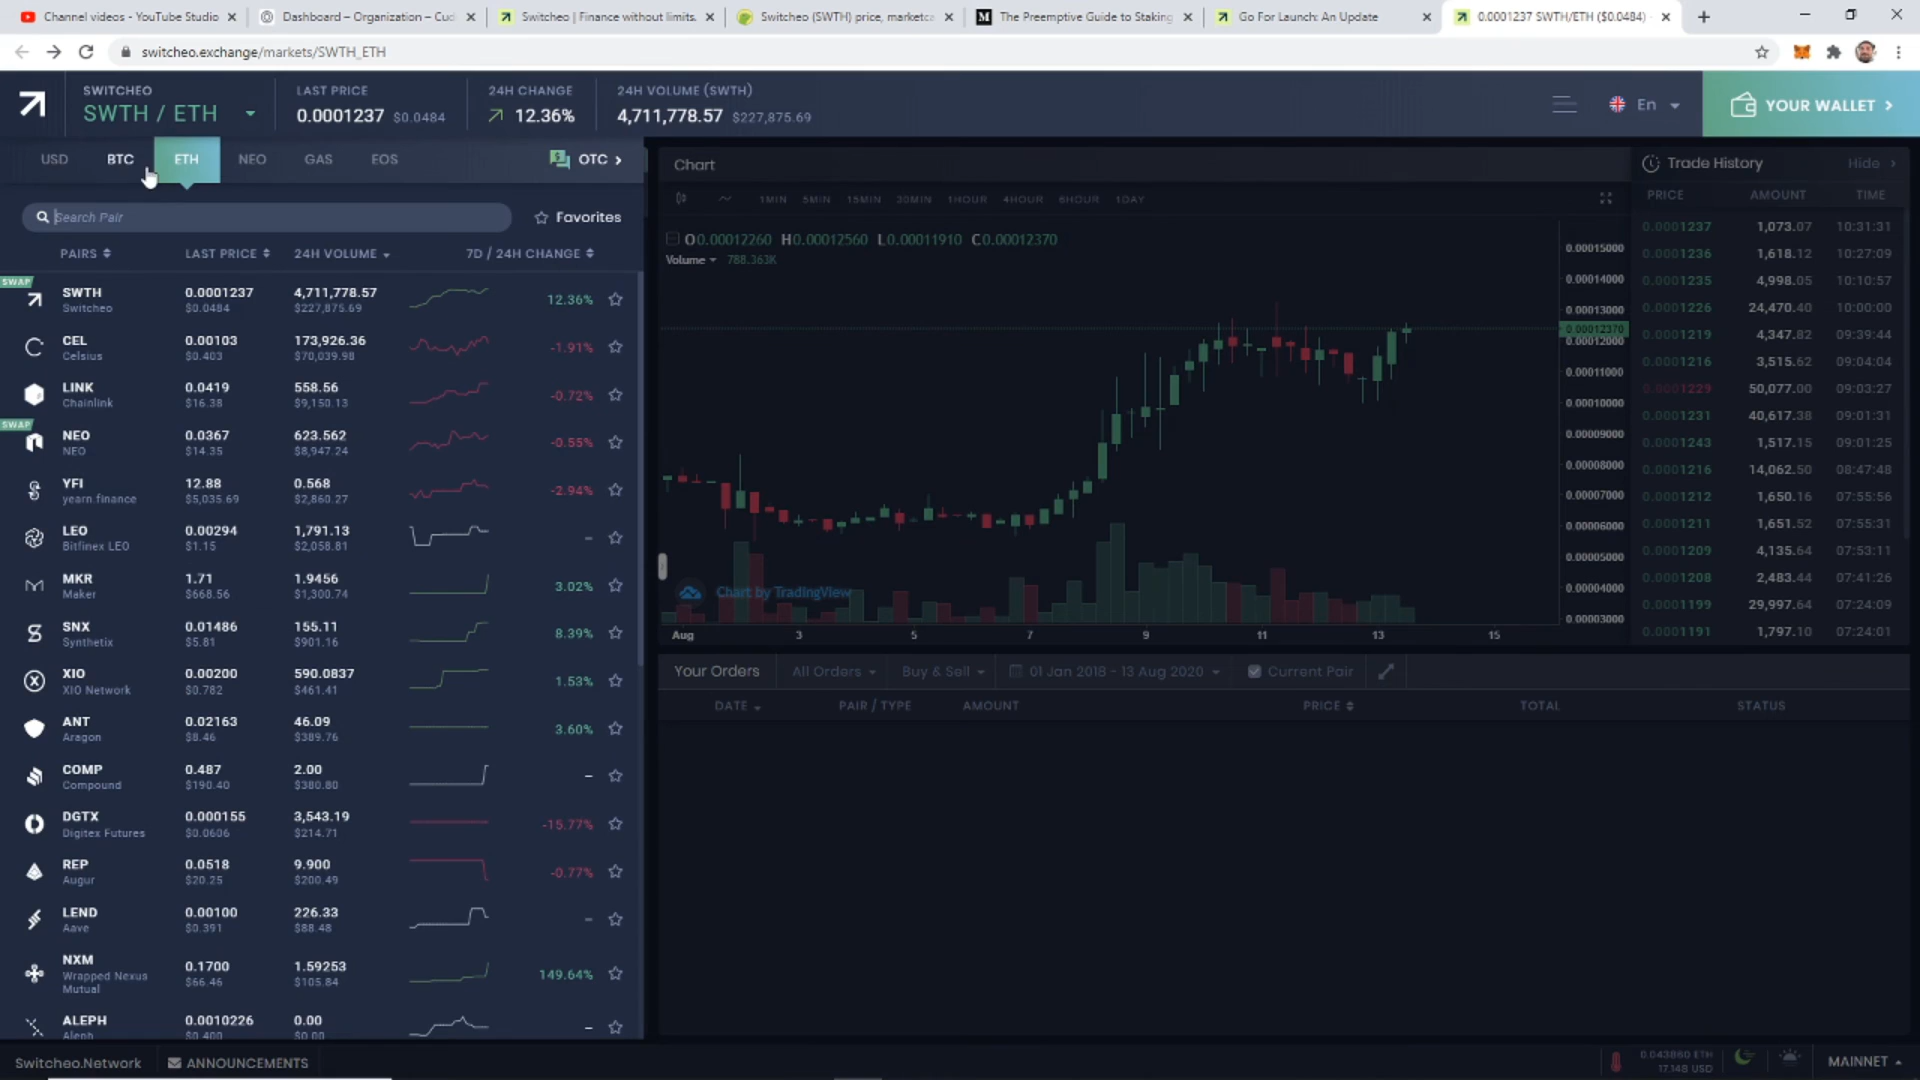 Channel videos - YouTube Studio
Dashboard – Organization – Cud
Switcheo | Finance without limits.
Switcheo (SWTH) price, marketca
The Preemptive Guide to Staking
Go For Launch: An Update
0.0001237 SWTH/ETH ($0.0484)
switcheo.exchange/markets/SWTH_ETH
SWITCHEO
SWTH / ETH
LAST PRICE
0.0001237 $0.0484
24H CHANGE
12.36%
24H VOLUME (SWTH)
4,711,778.57 $227,875.69
En
YOUR WALLET
USD BTC ETH NEO GAS EOS OTC
Search Pair
Favorites
PAIRS LAST PRICE 24H VOLUME 7D / 24H CHANGE
SWAP
SWTH 0.0001237 4,711,778.57 12.36%
Switcheo $0.0484 $227,875.69
CEL 0.00103 173,926.36 -1.91%
Celsius $0.403 $70,039.98
LINK 0.0419 558.56 -0.72%
Chainlink $16.38 $9,150.13
SWAP
NEO 0.0367 623.562 -0.55%
NEO $14.35 $8,947.24
YFI 12.88 0.568 -2.94%
yearn.finance $5,035.69 $2,860.27
LEO 0.00294 1,791.13 –
Bitfinex LEO $1.15 $2,058.81
MKR 1.71 1.9456 3.02%
Maker $668.56 $1,300.74
SNX 0.01486 155.11 8.39%
Synthetix $5.81 $901.16
XIO 0.00200 590.0837 1.53%
XIO Network $0.782 $461.41
ANT 0.02163 46.09 3.60%
Aragon $8.46 $389.76
COMP 0.487 2.00 –
Compound $190.40 $380.80
DGTX 0.000155 3,543.19 -15.77%
Digitex Futures $0.0606 $214.71
REP 0.0518 9.900 -0.77%
Augur $20.25 $200.49
LEND 0.00100 226.33 –
Aave $0.391 $88.48
NXM 0.1700 1.59253 149.64%
Wrapped Nexus $66.46 $105.84
Mutual
ALEPH 0.0010226 0.00 –
Aleph $0.400 $0.00
Chart
1MIN 5MIN 15MIN 30MIN 1HOUR 4HOUR 6HOUR 1DAY
O0.00012260 H0.00012560 L0.00011910 C0.00012370
Volume 788.363K
0.00015000
0.00014000
0.00013000
0.00012370
0.00012000
0.00011000
0.00010000
0.00009000
0.00008000
0.00007000
0.00006000
0.00005000
0.00004000
0.00003000
Chart by TradingView
Aug 3 5 7 9 11 13 15
Trade History Hide
PRICE AMOUNT TIME
0.0001237 1,073.07 10:31:31
0.0001236 1,618.12 10:27:09
0.0001235 4,998.05 10:10:57
0.0001226 24,470.40 10:00:00
0.0001219 4,347.82 09:39:44
0.0001216 3,515.62 09:04:04
0.0001229 50,077.00 09:03:27
0.0001231 40,617.38 09:01:31
0.0001243 1,517.15 09:01:25
0.0001216 14,062.50 08:47:48
0.0001212 1,650.16 07:55:56
0.0001211 1,651.52 07:55:31
0.0001209 4,135.64 07:53:11
0.0001208 2,483.44 07:41:26
0.0001199 29,997.64 07:24:09
0.0001191 1,797.10 07:24:01
Your Orders All Orders Buy & Sell 01 Jan 2018 - 13 Aug 2020 Current Pair
DATE PAIR / TYPE AMOUNT PRICE TOTAL STATUS
Switcheo.Network ANNOUNCEMENTS
0.043860 ETH
17.148 USD
MAINNET